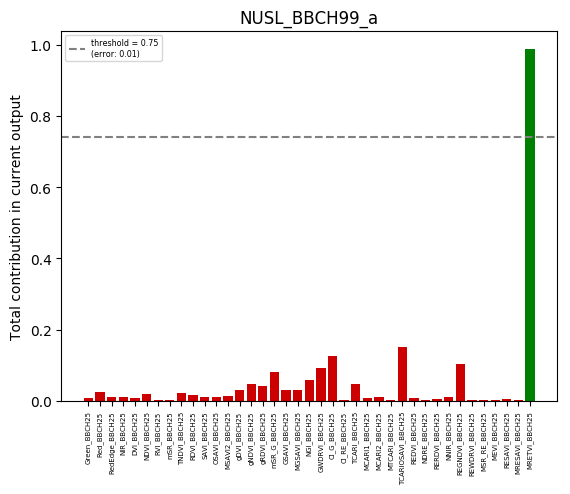 NUSL_BBCH99_a
threshold = 0.75
(error: 0.01)
Total contribution in current output
1.0
0.8
0.6
0.4
0.2
0.0
Green_BBCH25
Red_BBCH25
RedEdge_BBCH25
NIR_BBCH25
DVI_BBCH25
NDVI_BBCH25
RVI_BBCH25
mSR_BBCH25
TNDVI_BBCH25
RDVI_BBCH25
SAVI_BBCH25
OSAVI_BBCH25
MSAVI2_BBCH25
gDVI_BBCH25
gNDVI_BBCH25
gRDVI_BBCH25
mSR_G_BBCH25
GSAVI_BBCH25
MGSAVI_BBCH25
NGI_BBCH25
GWDRVI_BBCH25
CI_G_BBCH25
CI_RE_BBCH25
TCARI_BBCH25
MCARI1_BBCH25
MCARI2_BBCH25
MTCARI_BBCH25
TCARIOSAVI_BBCH25
REDVI_BBCH25
NDRE_BBCH25
RERDVI_BBCH25
NNIR_BBCH25
REGNDVI_BBCH25
REWDRVI_BBCH25
MSR_RE_BBCH25
MEVI_BBCH25
RESAVI_BBCH25
MRESAVI_BBCH25
MRETVI_BBCH25